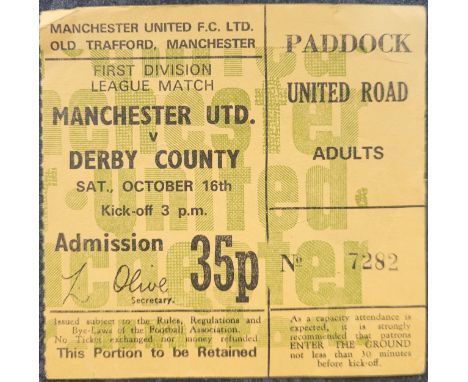 MANCHESTER UNITED F.C. LTD.
OLD TRAFFORD, MANCHESTER
FIRST DIVISION
LEAGUE MATCH
MANCHESTER UTD.
v
DERBY COUNTY
SAT., OCTOBER 16th
Kick-off 3 p.m.
Admission 35p
L Olive
Secretary.
Issued subject to the Rules, Regulations and
Bye-Laws of the Football Association.
No Ticket exchanged nor money refunded.
This Portion to be Retained
PADDOCK
UNITED ROAD
ADULTS
No 7282
As a capacity attendance is
expected, it is strongly
recommended that patrons
ENTER THE GROUND
not less than 30 minutes
before kick-off.